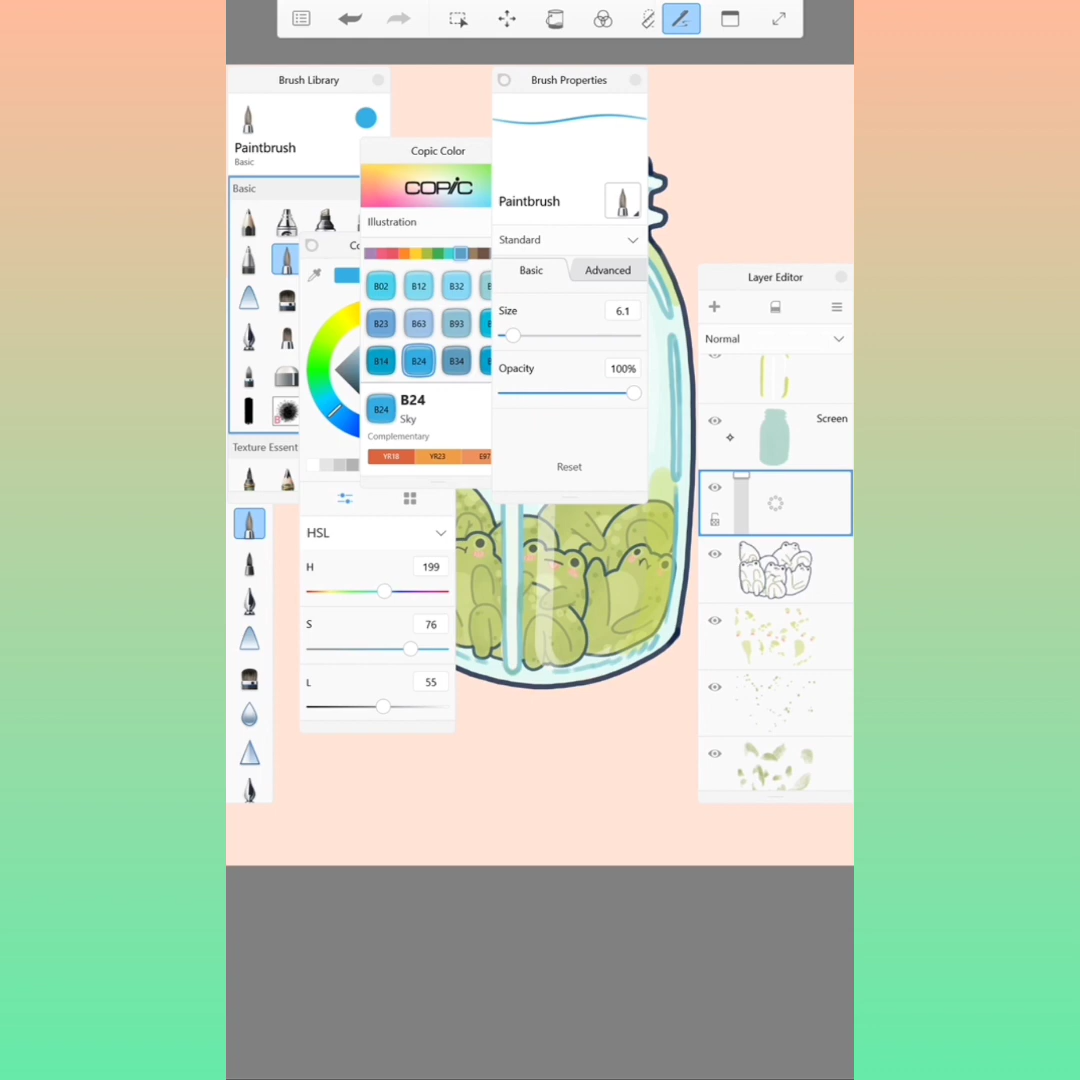 Brush Library
Paintbrush
Basic
Basic
Texture Essent
Copic Color
COPIC
Illustration
B02
B12
B32
B23
B63
B93
B14
B24
B34
B24
B24
Sky
Complementary
YR18
YR23
E97
HSL
H
199
S
76
L
55
Brush Properties
Paintbrush
Standard
Basic
Advanced
Size
6.1
Opacity
100%
Reset
Layer Editor
Normal
Screen